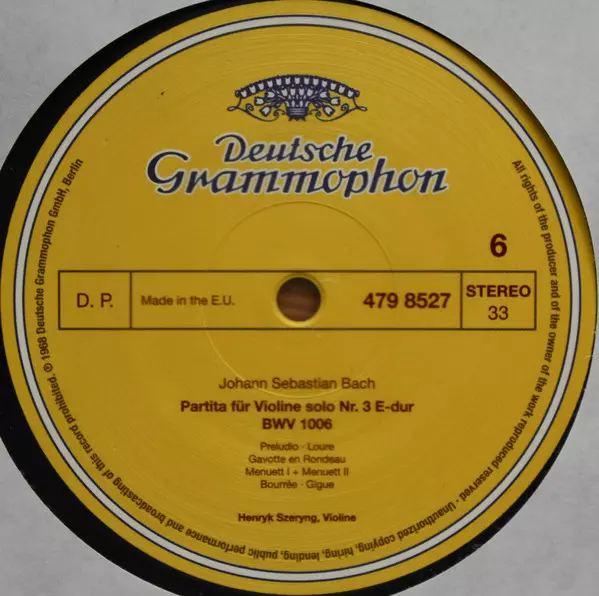 Deutsche
Grammophon
6
D. P.
Made in the E.U.
479 8527
STEREO
33
Johann Sebastian Bach
Partita für Violine solo Nr. 3 E-dur
BWV 1006
Preludio · Loure
Gavotte en Rondeau
Menuett I + Menuett II
Bourrée · Gigue
Henryk Szeryng, Violine
All rights of the producer and of the owner of the work reproduced reserved - Unauthorized copying, hiring, lending, public performance and broadcasting of this record prohibited. ℗ 1968 Deutsche Grammophon GmbH, Berlin